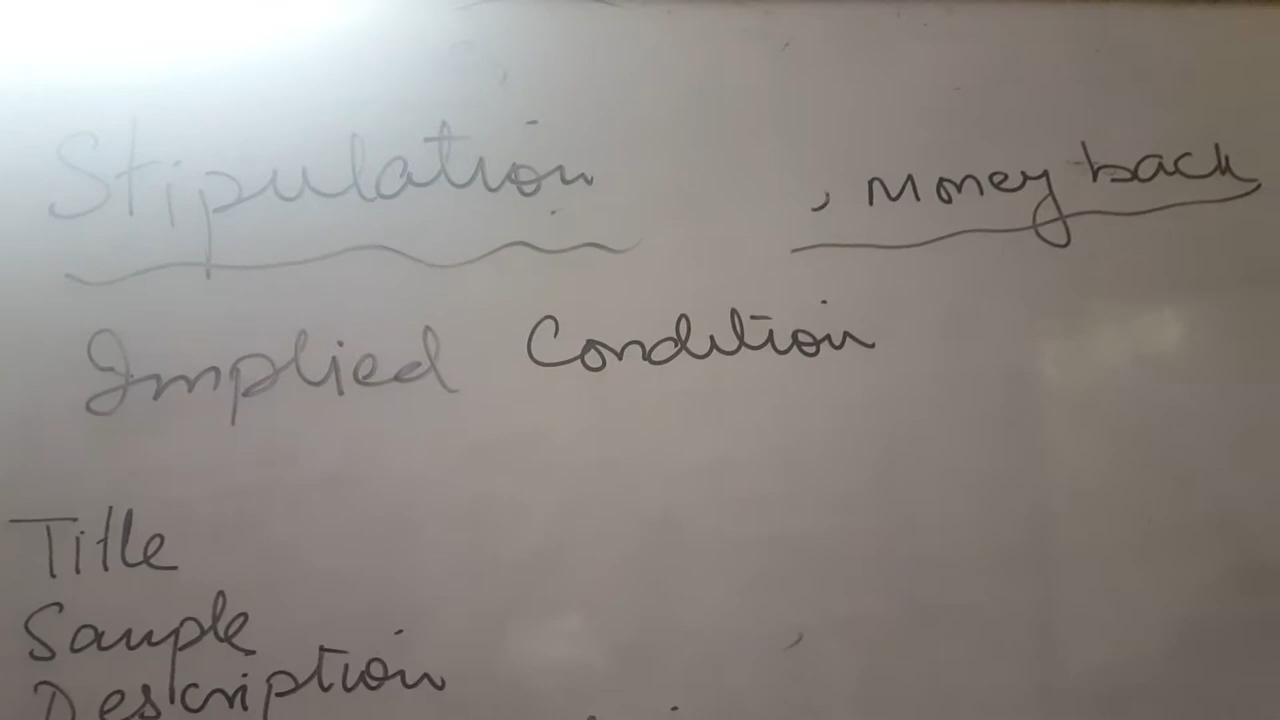 Stipulation , Money back
Implied Condition
Title
Sample
Description